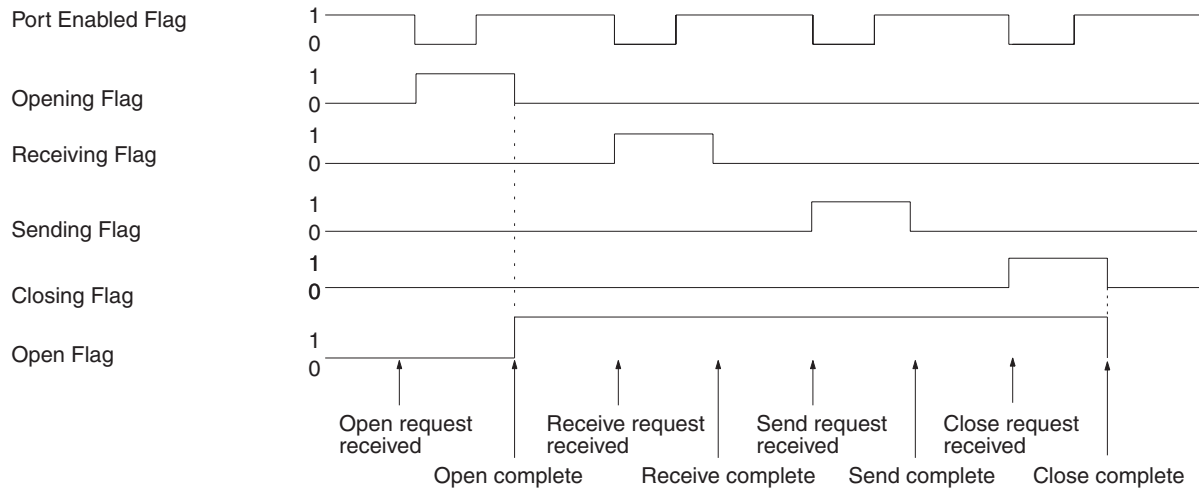 Port Enabled Flag
1
0
Opening Flag
1
0
Receiving Flag
1
0
Sending Flag
1
0
Closing Flag
1
0
Open Flag
1
0
Open request
received
Receive request
received
Send request
received
Close request
received
Open complete
Receive complete
Send complete
Close complete